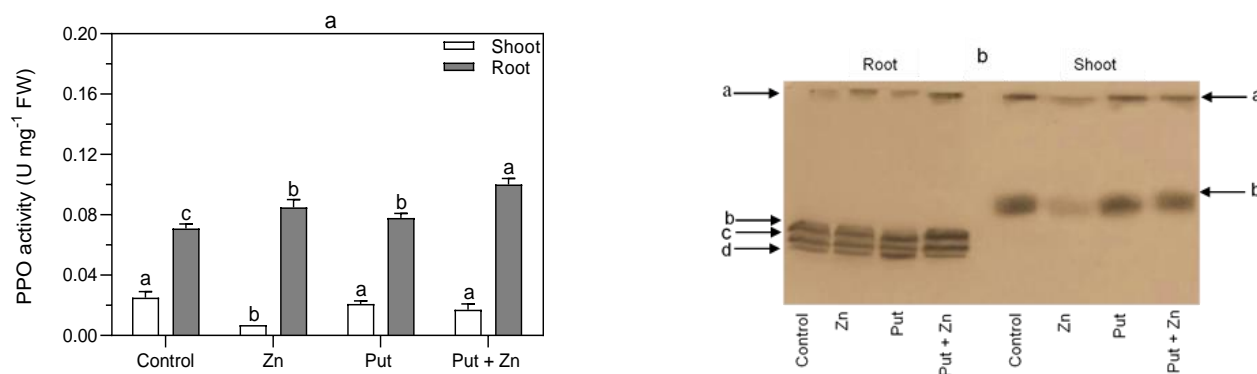 a
0.20
0.16
0.12
0.08
0.04
0.00
PPO activity (U mg⁻¹ FW)
Shoot
Root
a
c
b
b
a
b
a
a
Control
Zn
Put
Put + Zn
b
Root
Shoot
a
b
c
d
a
b
Control
Zn
Put
Put + Zn
Control
Zn
Put
Put + Zn